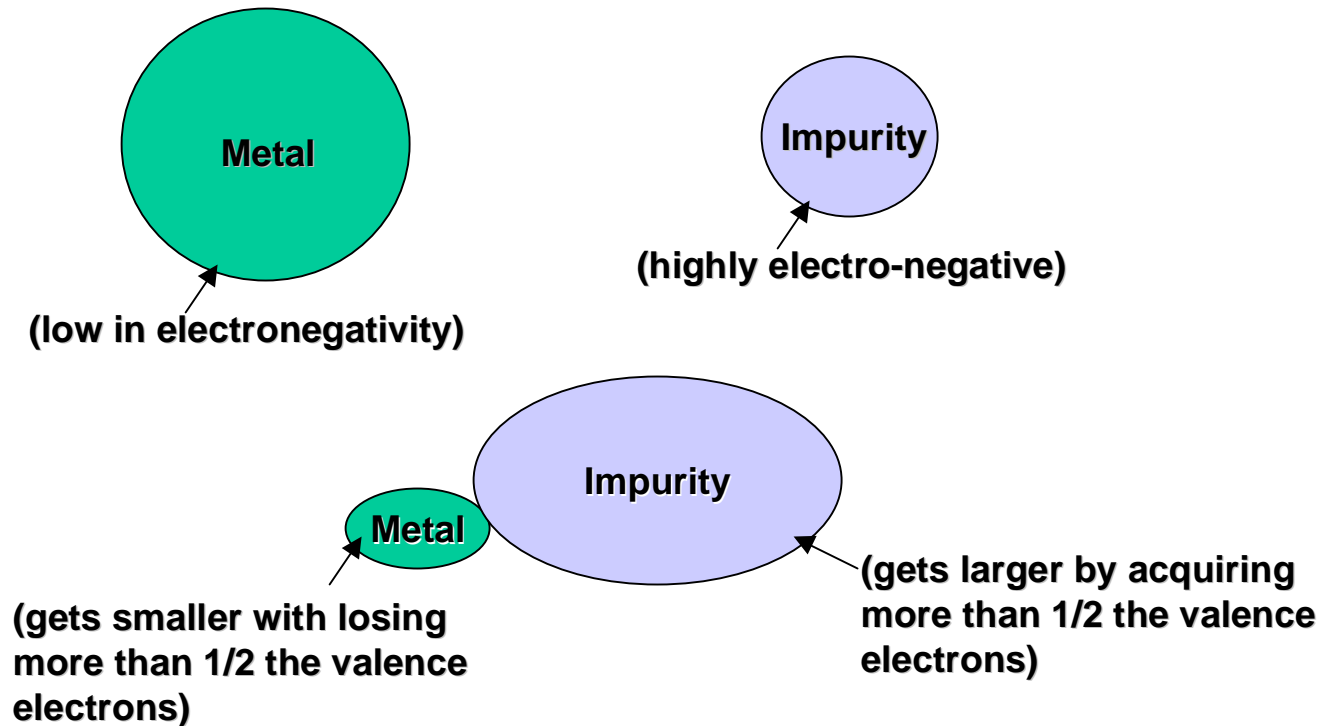 Metal
Impurity
(highly electro-negative)
(low in electronegativity)
Impurity
Metal
(gets larger by acquiring
more than 1/2 the valence
electrons)
(gets smaller with losing
more than 1/2 the valence
electrons)